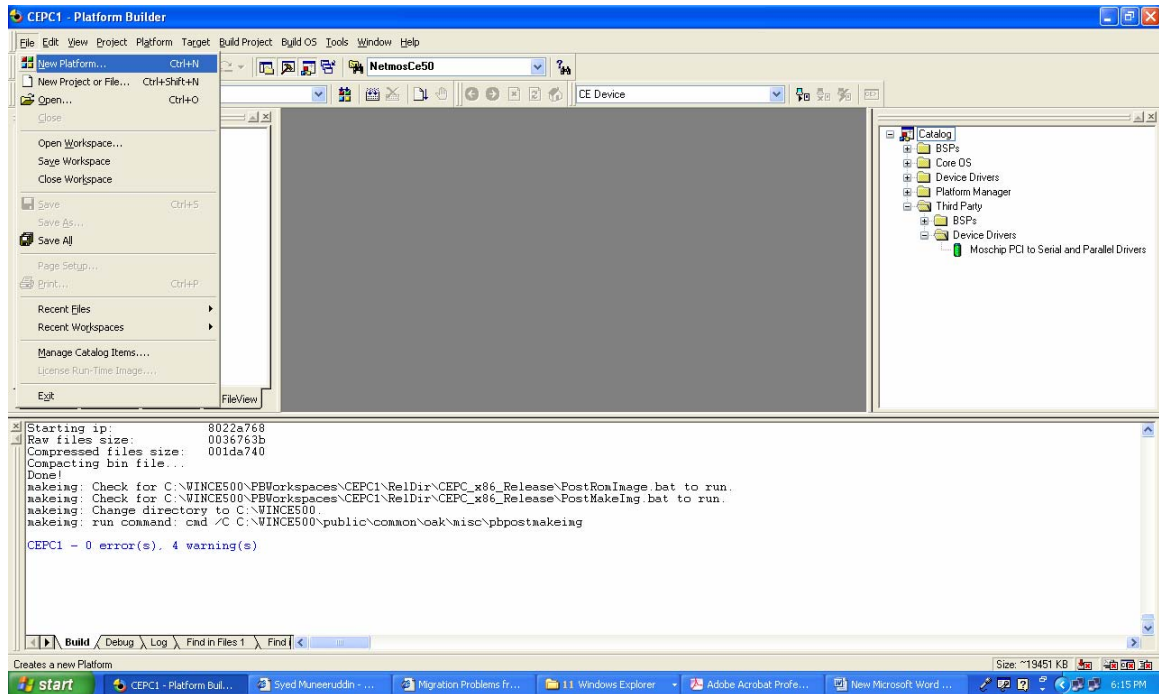 CEPC1 - Platform Builder
File Edit View Project Platform Target Build Project Build OS Tools Window Help
New Platform... Ctrl+N
New Project or File... Ctrl+Shift+N
Open... Ctrl+O
Close
Open Workspace...
Save Workspace
Close Workspace
Save Ctrl+S
Save As...
Save All
Page Setup...
Print... Ctrl+P
Recent Files
Recent Workspaces
Manage Catalog Items....
License Run-Time Image....
Exit
NetmosCe50
CE Device
FileView
Catalog
BSPs
Core OS
Device Drivers
Platform Manager
Third Party
BSPs
Device Drivers
Moschip PCI to Serial and Parallel Drivers
Starting ip: 8022a768
Raw files size: 0036763b
Compressed files size: 001da740
Compacting bin file...
Done!
makeimg: Check for C:\WINCE500\PBWorkspaces\CEPC1\RelDir\CEPC_x86_Release\PostRomImage.bat to run.
makeimg: Check for C:\WINCE500\PBWorkspaces\CEPC1\RelDir\CEPC_x86_Release\PostMakeImg.bat to run.
makeimg: Change directory to C:\WINCE500.
makeimg: run command: cmd /C C:\WINCE500\public\common\oak\misc\pbpostmakeimg
CEPC1 - 0 error(s), 4 warning(s)
Build Debug Log Find in Files 1 Find
Creates a new Platform
Size: ~19451 KB
start
CEPC1 - Platform Buil...
Syed Muneeruddin - ...
Migration Problems fr...
11 Windows Explorer
Adobe Acrobat Profe...
New Microsoft Word ...
6:15 PM